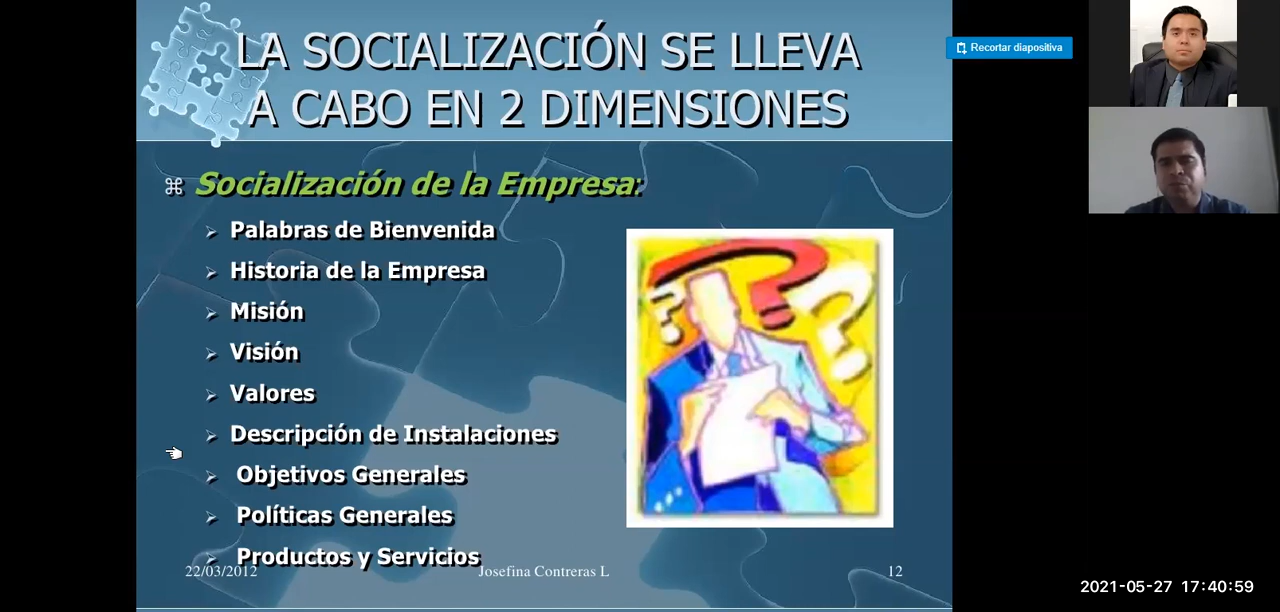 LA SOCIALIZACIÓN SE LLEVA
A CABO EN 2 DIMENSIONES
Recortar diapositiva
⌘ Socialización de la Empresa:
➢ Palabras de Bienvenida
➢ Historia de la Empresa
➢ Misión
➢ Visión
➢ Valores
➢ Descripción de Instalaciones
➢ Objetivos Generales
➢ Políticas Generales
➢ Productos y Servicios
22/03/2012 Josefina Contreras L 12
2021-05-27 17:40:59